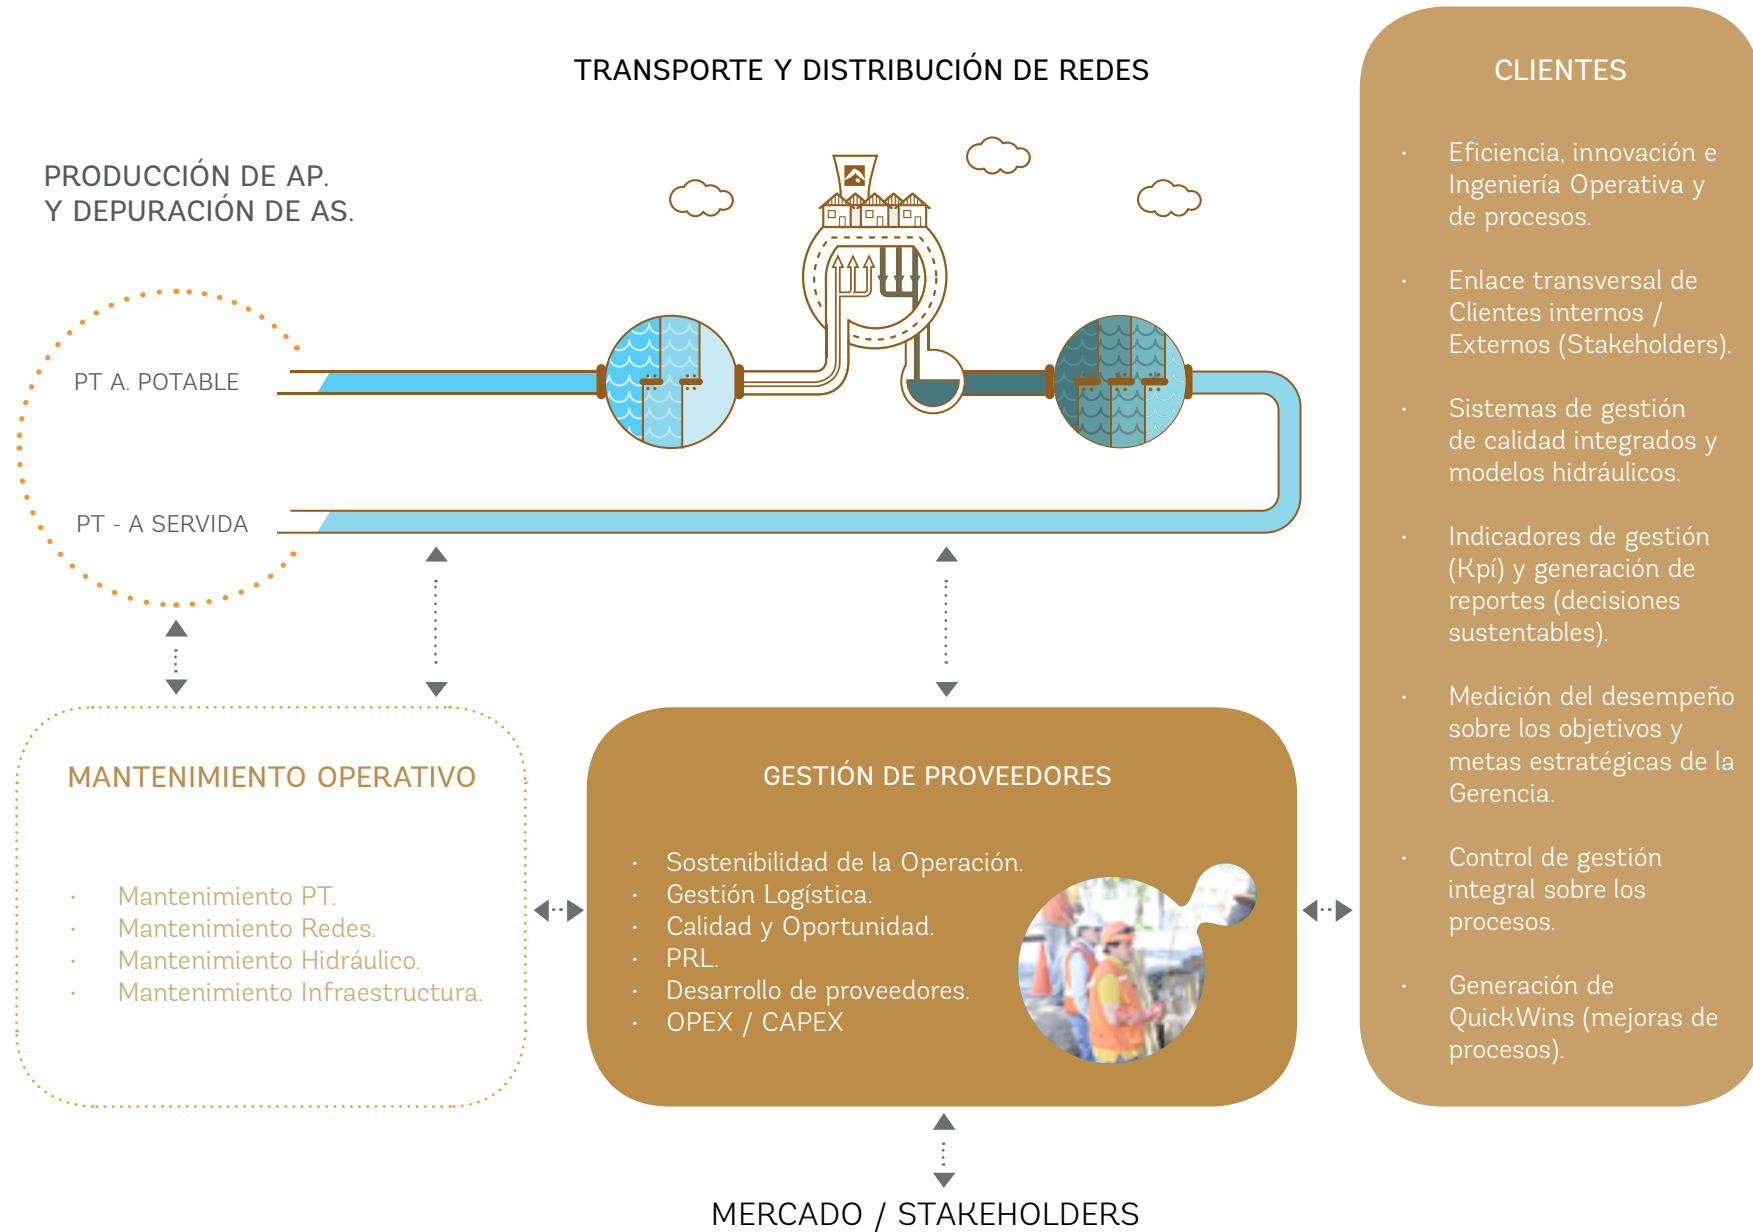 TRANSPORTE Y DISTRIBUCIÓN DE REDES
PRODUCCIÓN DE AP.
Y DEPURACIÓN DE AS.
PT A. POTABLE
PT - A SERVIDA
MANTENIMIENTO OPERATIVO
· Mantenimiento PT.
· Mantenimiento Redes.
· Mantenimiento Hidráulico.
· Mantenimiento Infraestructura.
GESTIÓN DE PROVEEDORES
· Sostenibilidad de la Operación.
· Gestión Logística.
· Calidad y Oportunidad.
· PRL.
· Desarrollo de proveedores.
· OPEX / CAPEX
CLIENTES
· Eficiencia, innovación e
Ingeniería Operativa y
de procesos.
· Enlace transversal de
Clientes internos /
Externos (Stakeholders).
· Sistemas de gestión
de calidad integrados y
modelos hidráulicos.
· Indicadores de gestión
(Kpí) y generación de
reportes (decisiones
sustentables).
· Medición del desempeño
sobre los objetivos y
metas estratégicas de la
Gerencia.
· Control de gestión
integral sobre los
procesos.
· Generación de
QuickWins (mejoras de
procesos).
MERCADO / STAKEHOLDERS